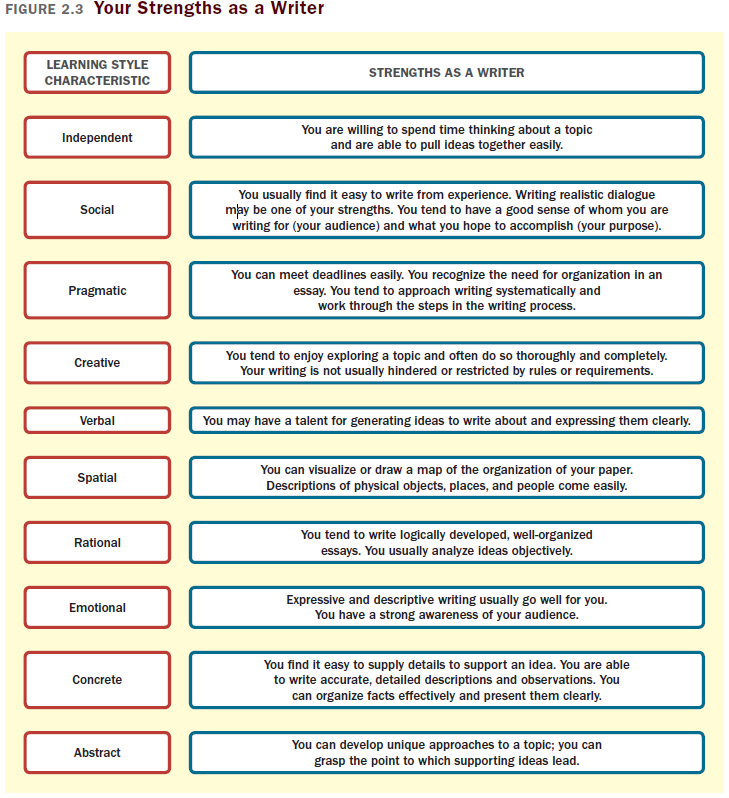 FIGURE 2.3 Your Strengths as a Writer
LEARNING STYLE
CHARACTERISTIC
STRENGTHS AS A WRITER
Independent
You are willing to spend time thinking about a topic
and are able to pull ideas together easily.
Social
You usually find it easy to write from experience. Writing realistic dialogue
may be one of your strengths. You tend to have a good sense of whom you are
writing for (your audience) and what you hope to accomplish (your purpose).
Pragmatic
You can meet deadlines easily. You recognize the need for organization in an
essay. You tend to approach writing systematically and
work through the steps in the writing process.
Creative
You tend to enjoy exploring a topic and often do so thoroughly and completely.
Your writing is not usually hindered or restricted by rules or requirements.
Verbal
You may have a talent for generating ideas to write about and expressing them clearly.
Spatial
You can visualize or draw a map of the organization of your paper.
Descriptions of physical objects, places, and people come easily.
Rational
You tend to write logically developed, well-organized
essays. You usually analyze ideas objectively.
Emotional
Expressive and descriptive writing usually go well for you.
You have a strong awareness of your audience.
Concrete
You find it easy to supply details to support an idea. You are able
to write accurate, detailed descriptions and observations. You
can organize facts effectively and present them clearly.
Abstract
You can develop unique approaches to a topic; you can
grasp the point to which supporting ideas lead.